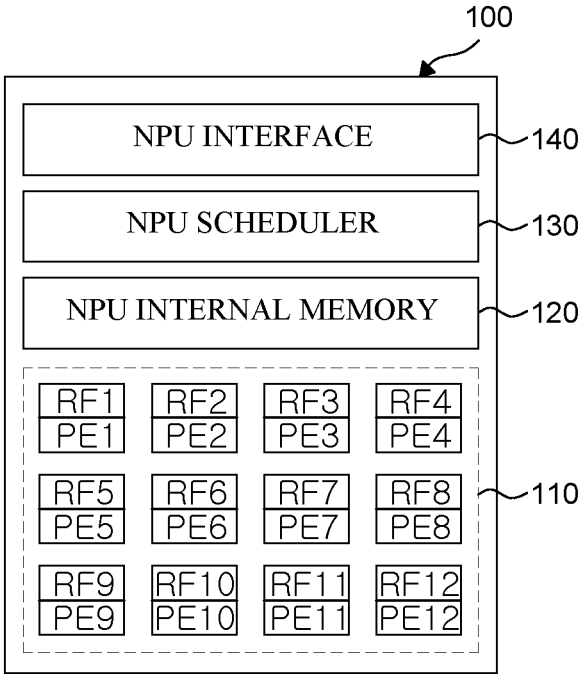 100
NPU INTERFACE 140
NPU SCHEDULER 130
NPU INTERNAL MEMORY 120
RF1 RF2 RF3 RF4
PE1 PE2 PE3 PE4
RF5 RF6 RF7 RF8 110
PE5 PE6 PE7 PE8
RF9 RF10 RF11 RF12
PE9 PE10 PE11 PE12